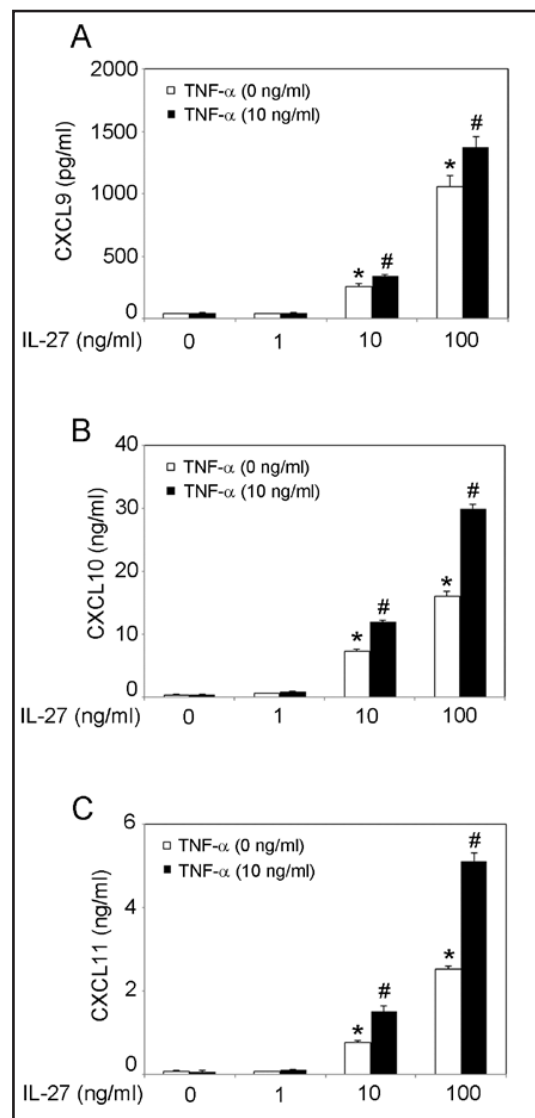 A
2000
1500
1000
500
0
CXCL9 (pg/ml)
TNF-α (0 ng/ml)
TNF-α (10 ng/ml)
* # * #
IL-27 (ng/ml) 0 1 10 100
B
40
30
20
10
0
CXCL10 (ng/ml)
TNF-α (0 ng/ml)
TNF-α (10 ng/ml)
* # * #
IL-27 (ng/ml) 0 1 10 100
C
6
4
2
0
CXCL11 (ng/ml)
TNF-α (0 ng/ml)
TNF-α (10 ng/ml)
* # * #
IL-27 (ng/ml) 0 1 10 100